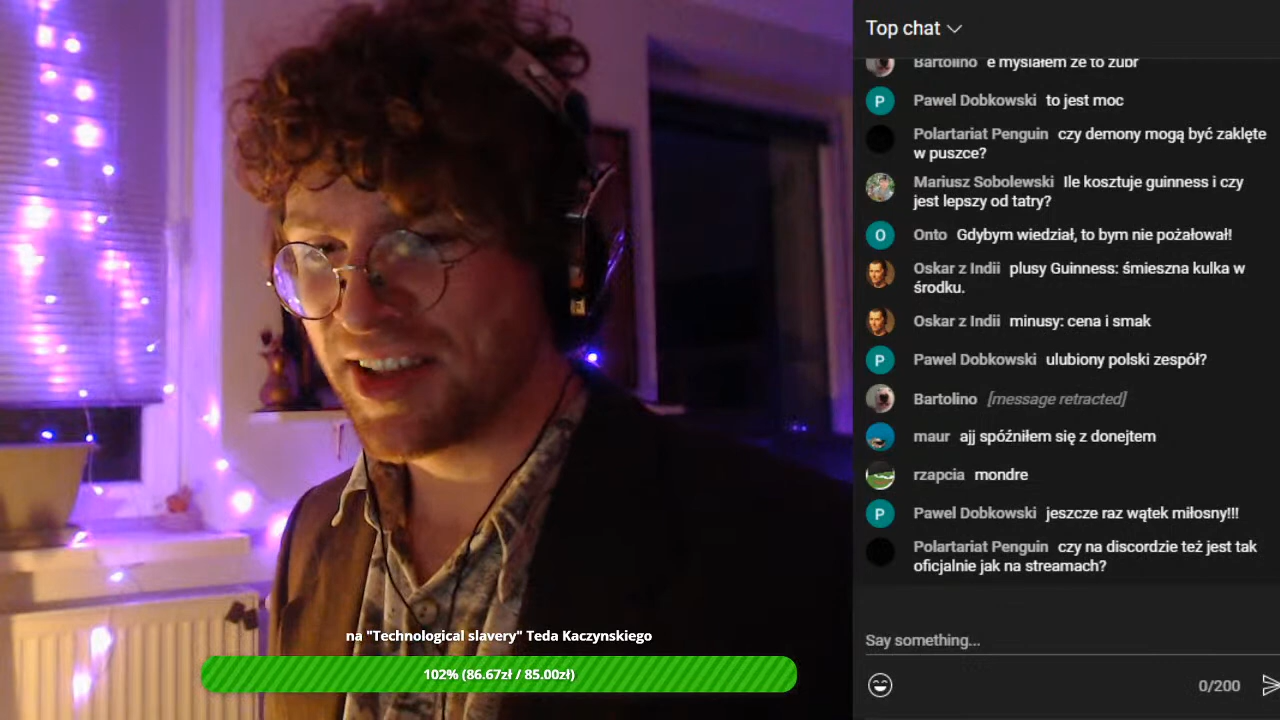 Top chat
Bartolino e myslałem że to żubr
P Pawel Dobkowski to jest moc
Polartariat Penguin czy demony mogą być zaklęte
w puszce?
Mariusz Sobolewski Ile kosztuje guinness i czy
jest lepszy od tatry?
O Onto Gdybym wiedział, to bym nie pożałował!
Oskar z Indii plusy Guinness: śmieszna kulka w
środku.
Oskar z Indii minusy: cena i smak
P Pawel Dobkowski ulubiony polski zespół?
Bartolino [message retracted]
maur ajj spóźniłem się z donejtem
rzapcia mondre
P Pawel Dobkowski jeszcze raz wątek miłosny!!!
Polartariat Penguin czy na discordzie też jest tak
oficjalnie jak na streamach?
na "Technological slavery" Teda Kaczynskiego
102% (86.67zł / 85.00zł)
Say something...
0/200